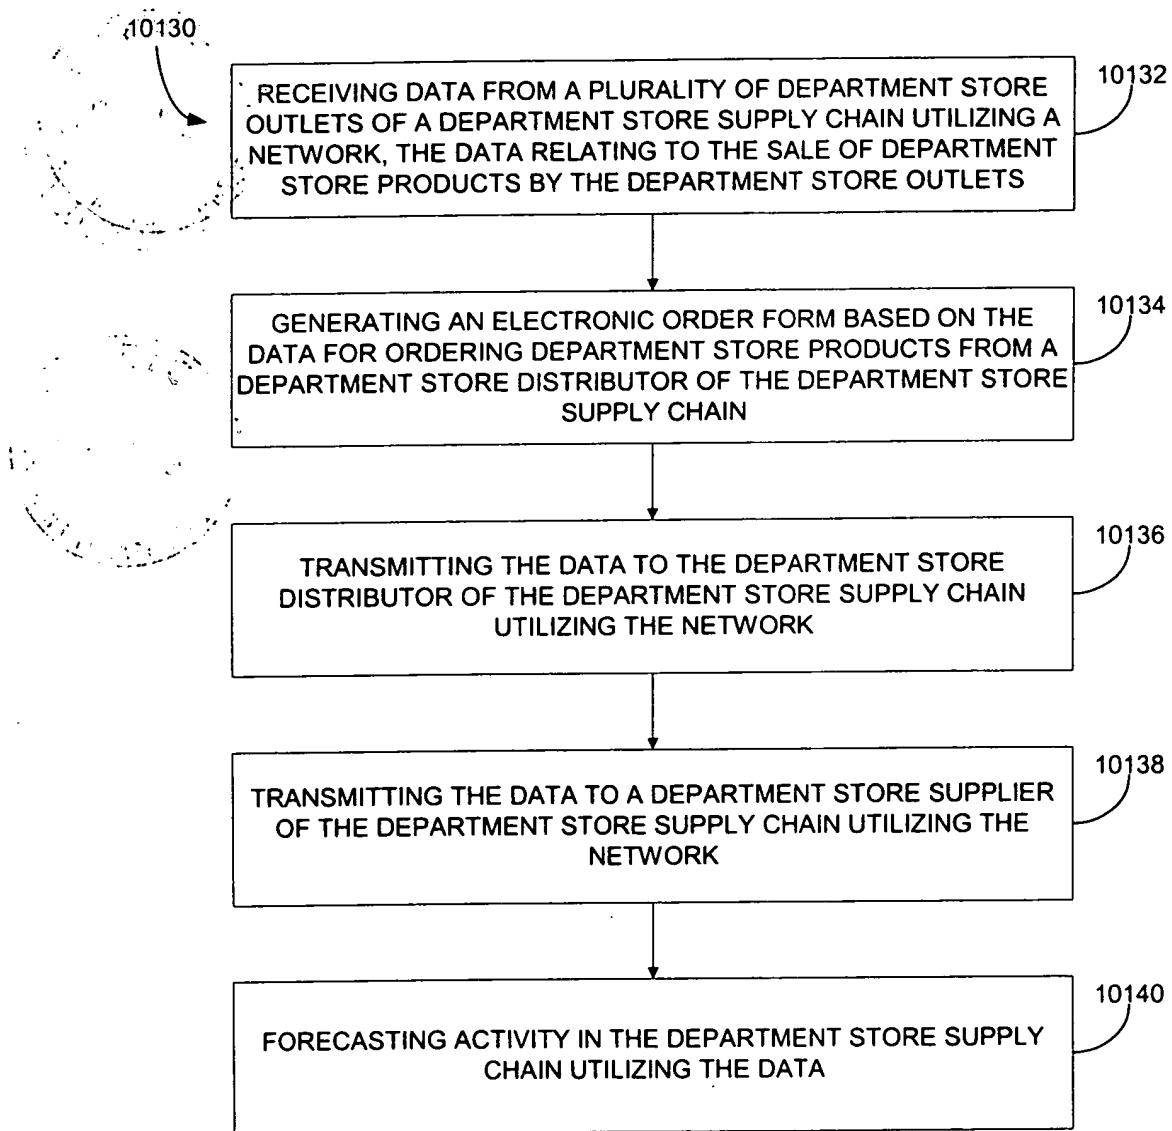 10130
10132
RECEIVING DATA FROM A PLURALITY OF DEPARTMENT STORE
OUTLETS OF A DEPARTMENT STORE SUPPLY CHAIN UTILIZING A
NETWORK, THE DATA RELATING TO THE SALE OF DEPARTMENT
STORE PRODUCTS BY THE DEPARTMENT STORE OUTLETS
10134
GENERATING AN ELECTRONIC ORDER FORM BASED ON THE
DATA FOR ORDERING DEPARTMENT STORE PRODUCTS FROM A
DEPARTMENT STORE DISTRIBUTOR OF THE DEPARTMENT STORE
SUPPLY CHAIN
10136
TRANSMITTING THE DATA TO THE DEPARTMENT STORE
DISTRIBUTOR OF THE DEPARTMENT STORE SUPPLY CHAIN
UTILIZING THE NETWORK
10138
TRANSMITTING THE DATA TO A DEPARTMENT STORE SUPPLIER
OF THE DEPARTMENT STORE SUPPLY CHAIN UTILIZING THE
NETWORK
10140
FORECASTING ACTIVITY IN THE DEPARTMENT STORE SUPPLY
CHAIN UTILIZING THE DATA